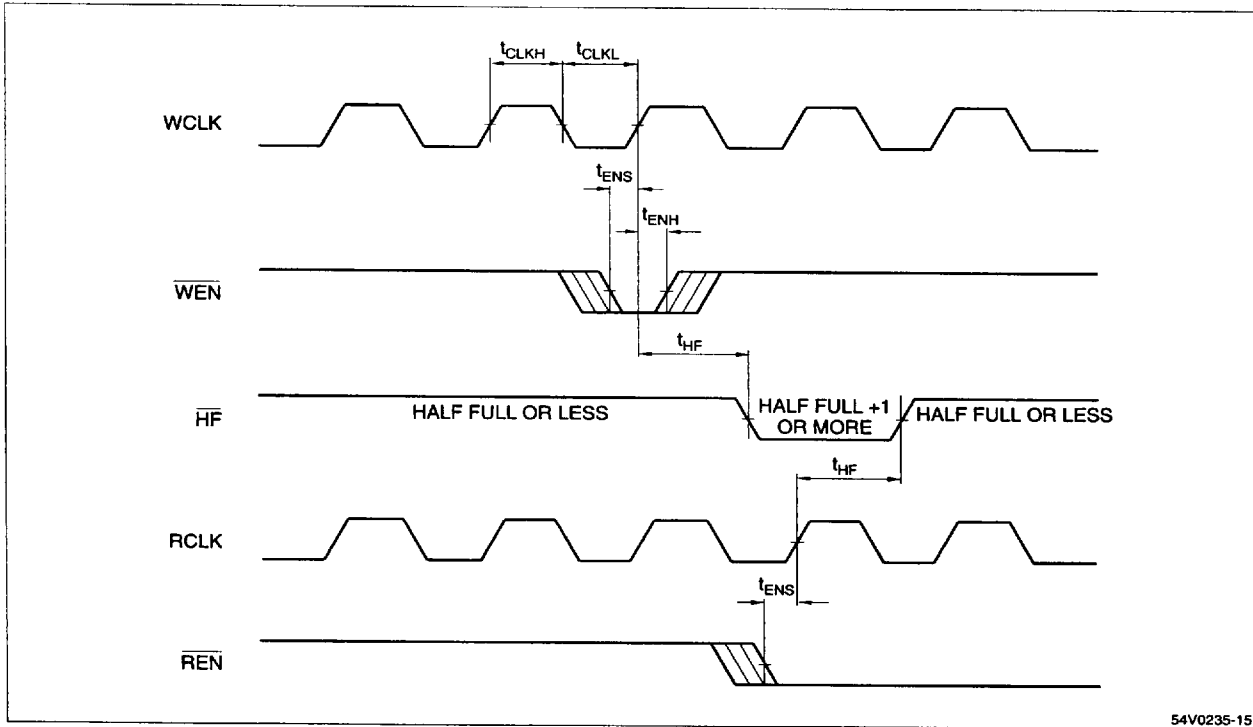 tCLKH tCLKL
WCLK
tENS
tENH
WEN
tHF
HF
HALF FULL OR LESS
HALF FULL +1
OR MORE
HALF FULL OR LESS
tHF
RCLK
tENS
REN
54V0235-15